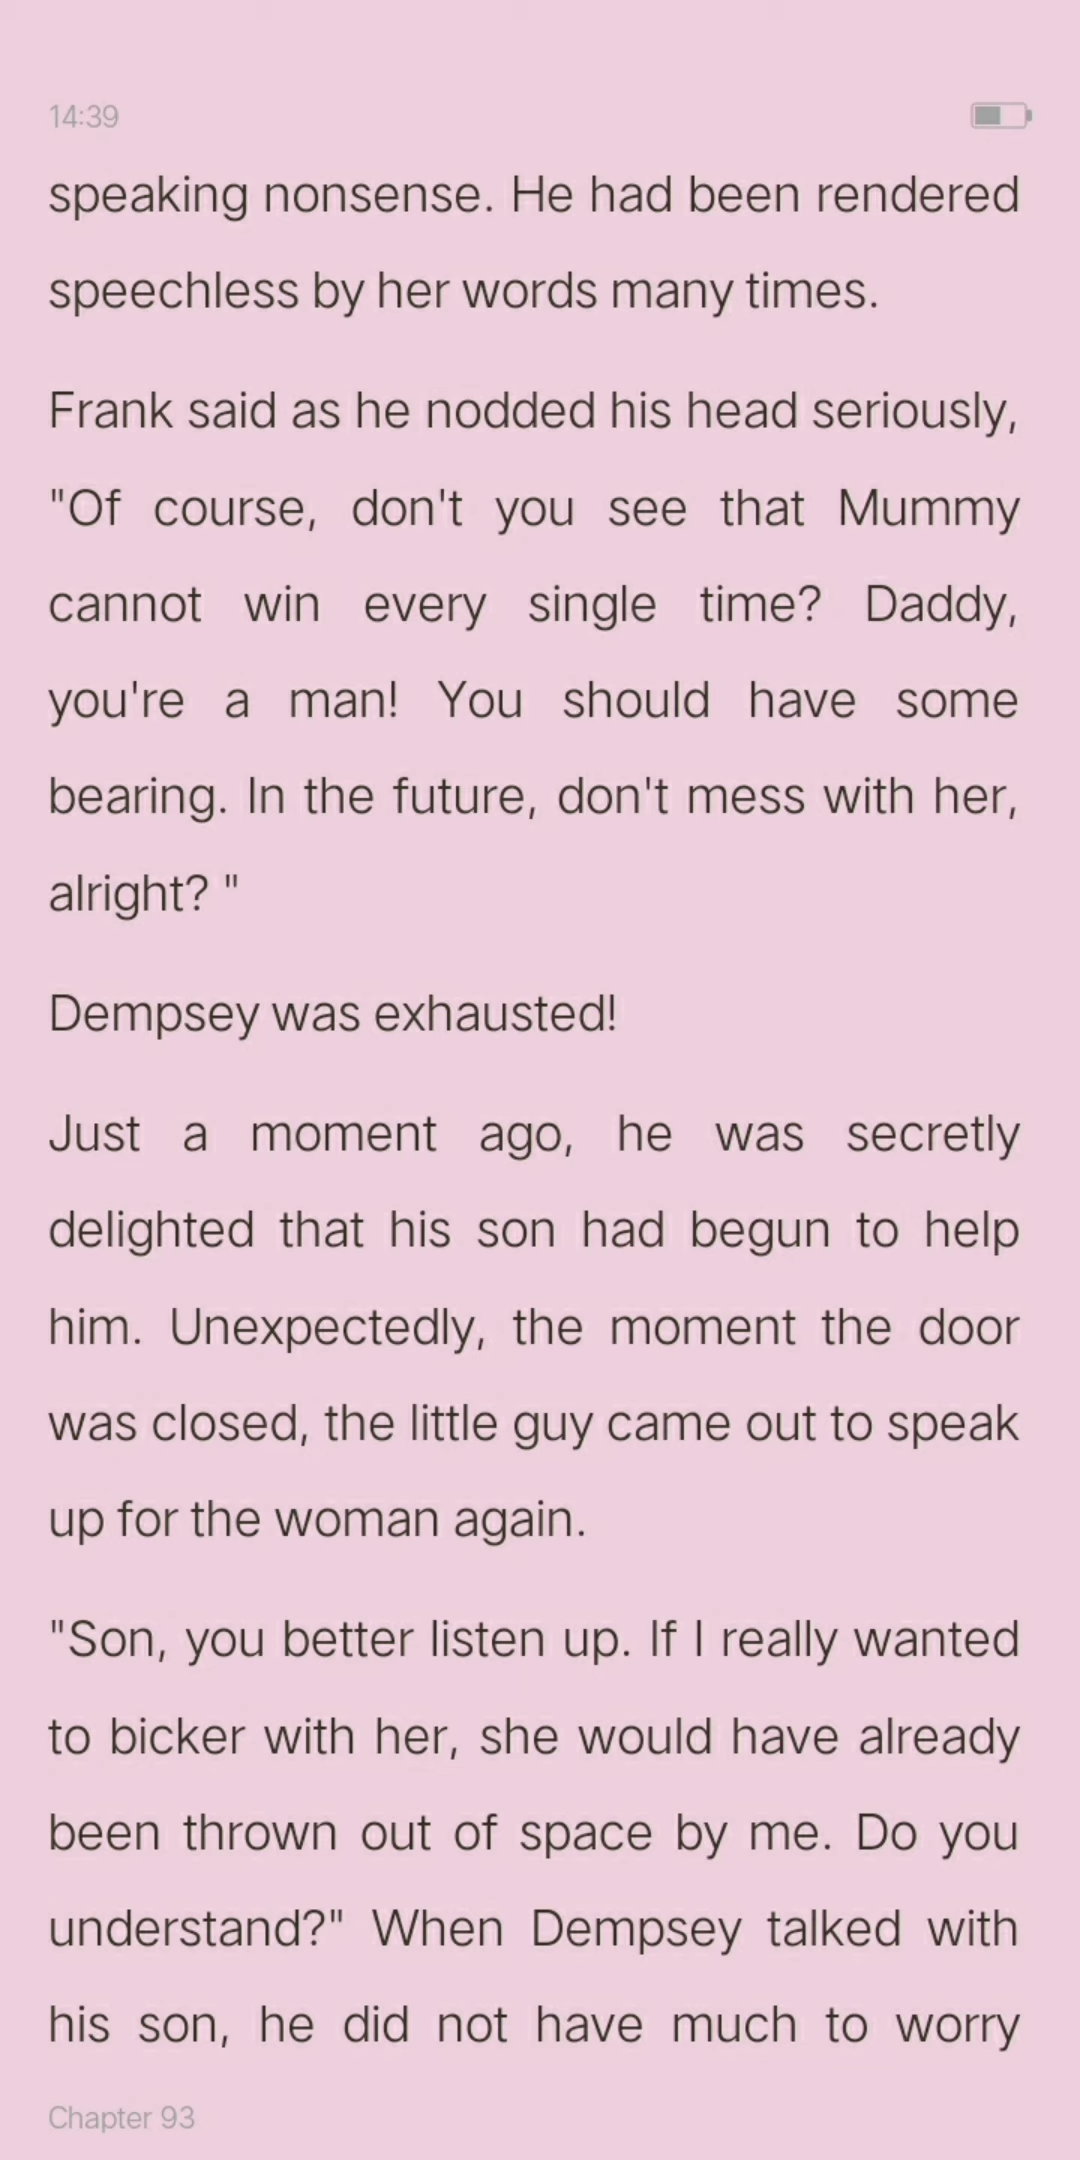 14:39
speaking nonsense. He had been rendered
speechless by her words many times.
Frank said as he nodded his head seriously,
"Of course, don't you see that Mummy
cannot win every single time? Daddy,
you're a man! You should have some
bearing. In the future, don't mess with her,
alright? "
Dempsey was exhausted!
Just a moment ago, he was secretly
delighted that his son had begun to help
him. Unexpectedly, the moment the door
was closed, the little guy came out to speak
up for the woman again.
"Son, you better listen up. If I really wanted
to bicker with her, she would have already
been thrown out of space by me. Do you
understand?" When Dempsey talked with
his son, he did not have much to worry
Chapter 93